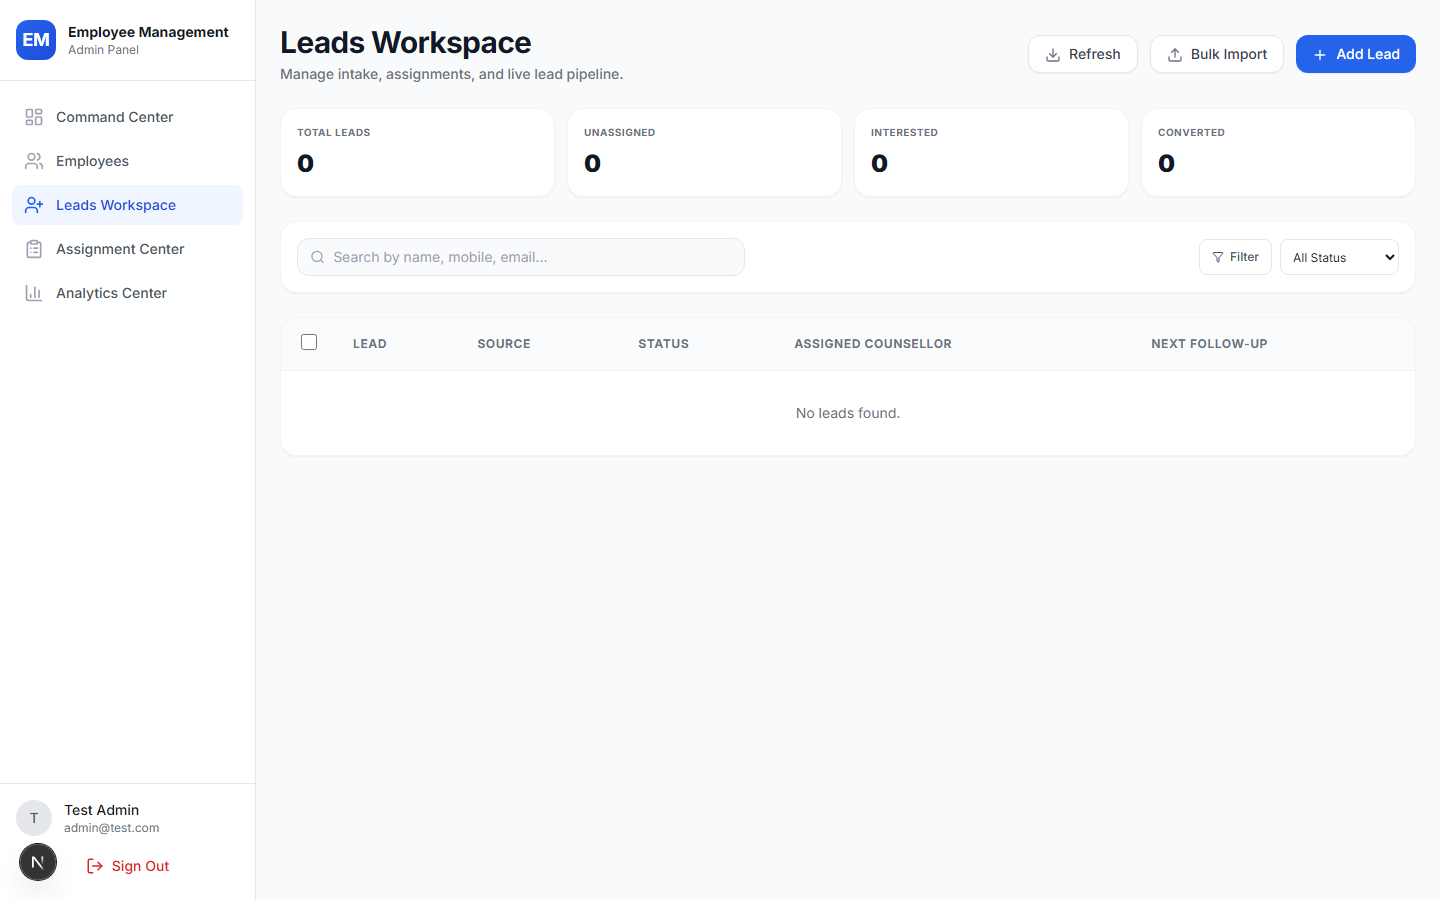 EM
Employee Management
Admin Panel
Command Center
Employees
Leads Workspace
Assignment Center
Analytics Center
T
Test Admin
admin@test.com
N
Sign Out
Leads Workspace
Manage intake, assignments, and live lead pipeline.
Refresh
Bulk Import
Add Lead
TOTAL LEADS
0
UNASSIGNED
0
INTERESTED
0
CONVERTED
0
Search by name, mobile, email...
Filter
All Status
LEAD SOURCE STATUS ASSIGNED COUNSELLOR NEXT FOLLOW-UP
No leads found.